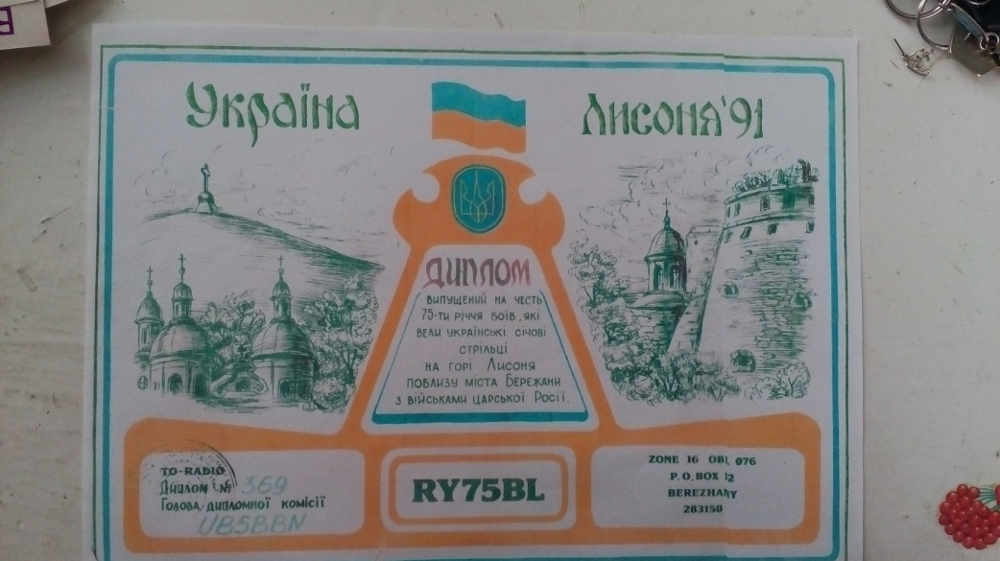 Україна
Лисоня'91
ДИПЛОМ
ВИПУЩЕНИЙ НА ЧЕСТЬ
75-ТИ РІЧЧЯ БОЇВ, ЯКІ
ВЕЛИ УКРАЇНСЬКІ СІЧОВІ
СТРІЛЬЦІ
НА ГОРІ ЛИСОНЯ
ПОБЛИЗУ МІСТА БЕРЕЖАНИ
З ВІЙСЬКАМИ ЦАРСЬКОЇ РОСІЇ.
TO-RADIO
Диплом № 369
Голова дипломної комісії
UB5BBN
RY75BL
ZONE 16 OBL 076
P.O.BOX 12
BEREZHANY
283150